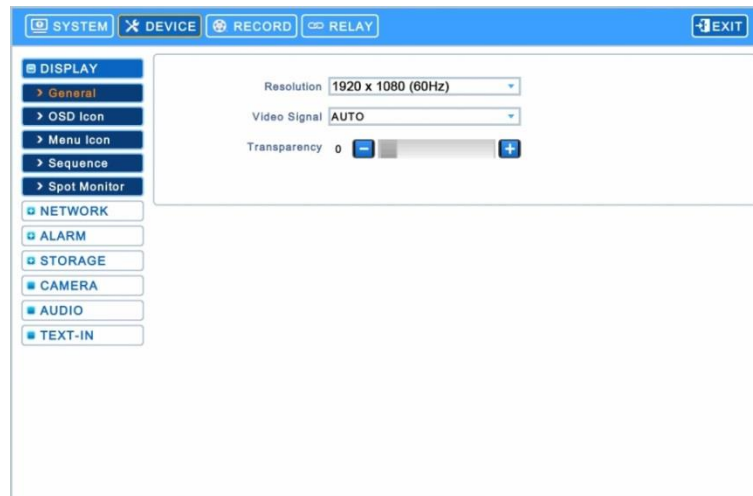 SYSTEM DEVICE RECORD RELAY EXIT
DISPLAY
General
OSD Icon
Menu Icon
Sequence
Spot Monitor
NETWORK
ALARM
STORAGE
CAMERA
AUDIO
TEXT-IN
Resolution 1920 x 1080 (60Hz)
Video Signal AUTO
Transparency 0